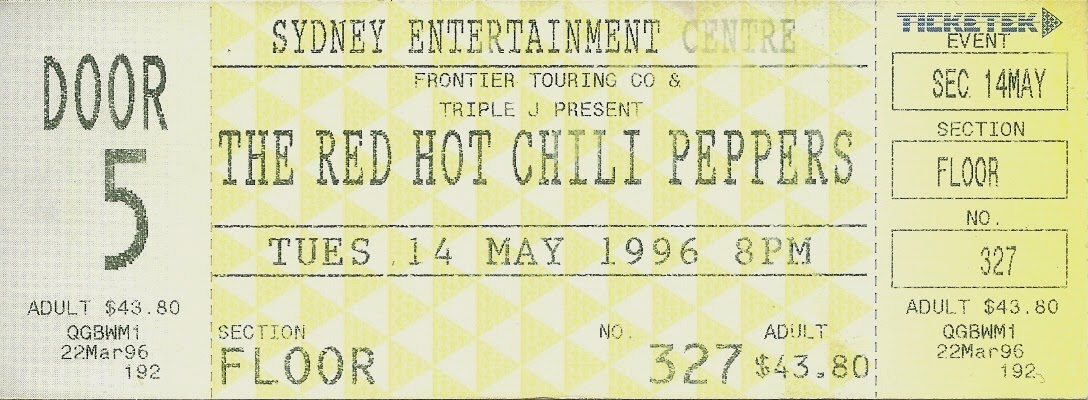 DOOR
5
ADULT $43.80
QGBWM1
22Mar96
192
SYDNEY ENTERTAINMENT CENTRE
FRONTIER TOURING CO &
TRIPLE J PRESENT
THE RED HOT CHILI PEPPERS
TUES 14 MAY 1996 8PM
SECTION NO. ADULT
FLOOR 327 $43.80
TICKETEK
EVENT
SEC 14MAY
SECTION
FLOOR
NO.
327
ADULT $43.80
QGBWM1
22Mar96
192